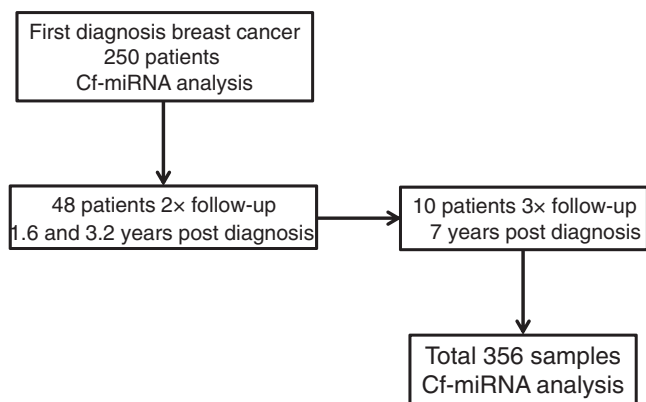 First diagnosis breast cancer
250 patients
Cf-miRNA analysis
48 patients 2× follow-up
1.6 and 3.2 years post diagnosis
10 patients 3× follow-up
7 years post diagnosis
Total 356 samples
Cf-miRNA analysis